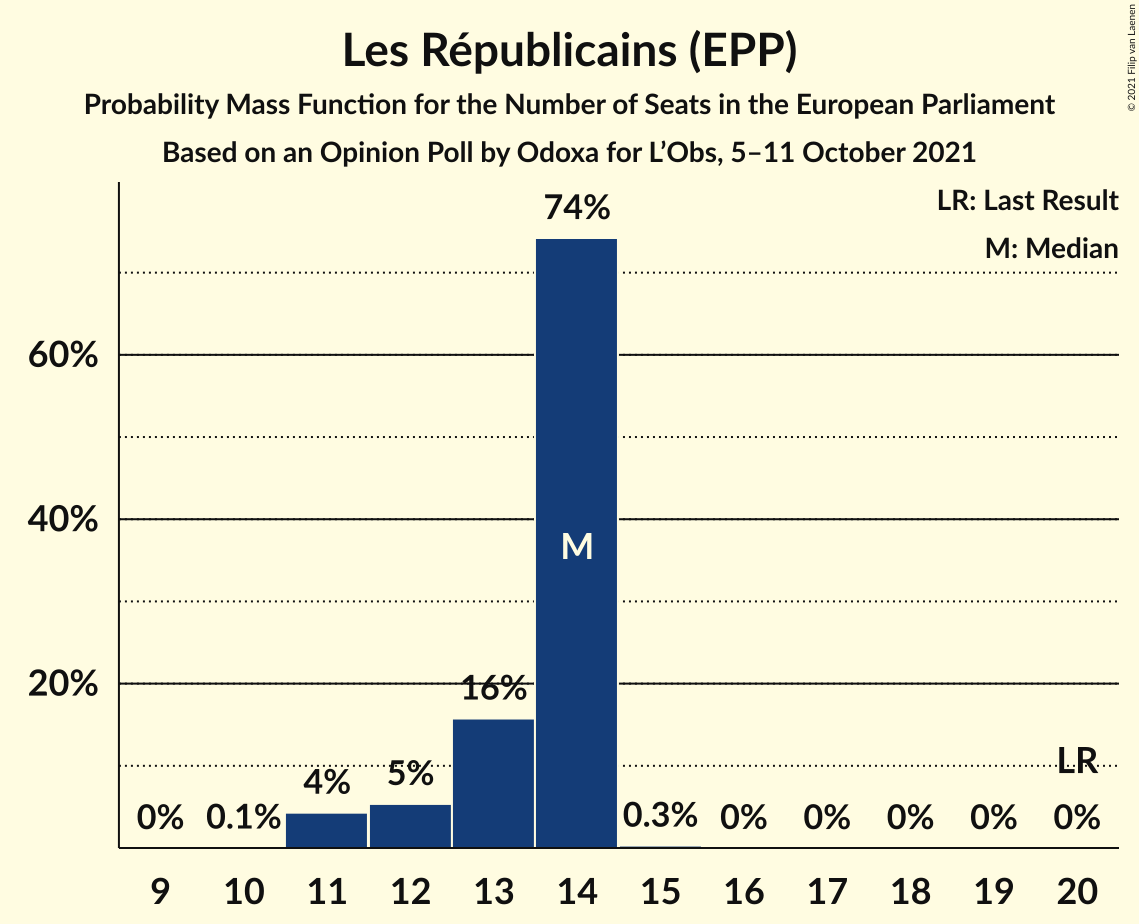 Les Républicains (EPP)
Probability Mass Function for the Number of Seats in the European Parliament
Based on an Opinion Poll by Odoxa for L’Obs, 5–11 October 2021
© 2021 Filip van Laenen
LR: Last Result
M: Median
74%
60%
40%
M
20%
16%
LR
4%
5%
0%
0.1%
0.3%
0%
0%
0%
0%
0%
9 10 11 12 13 14 15 16 17 18 19 20